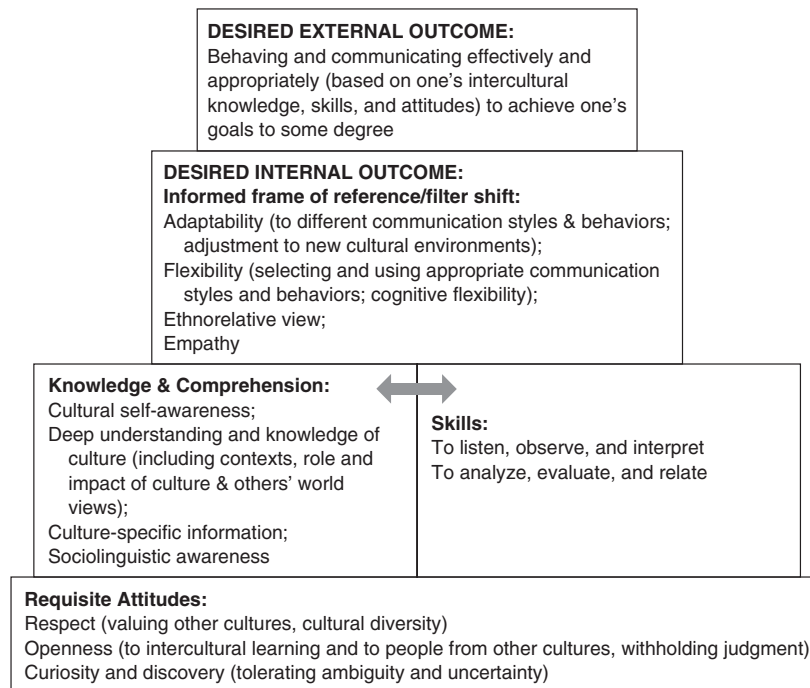 DESIRED EXTERNAL OUTCOME:
Behaving and communicating effectively and
appropriately (based on one's intercultural
knowledge, skills, and attitudes) to achieve one's
goals to some degree
DESIRED INTERNAL OUTCOME:
Informed frame of reference/filter shift:
Adaptability (to different communication styles & behaviors;
adjustment to new cultural environments);
Flexibility (selecting and using appropriate communication
styles and behaviors; cognitive flexibility);
Ethnorelative view;
Empathy
Knowledge & Comprehension:
Cultural self-awareness;
Deep understanding and knowledge of
culture (including contexts, role and
impact of culture & others' world
views);
Culture-specific information;
Sociolinguistic awareness
Skills:
To listen, observe, and interpret
To analyze, evaluate, and relate
Requisite Attitudes:
Respect (valuing other cultures, cultural diversity)
Openness (to intercultural learning and to people from other cultures, withholding judgment)
Curiosity and discovery (tolerating ambiguity and uncertainty)